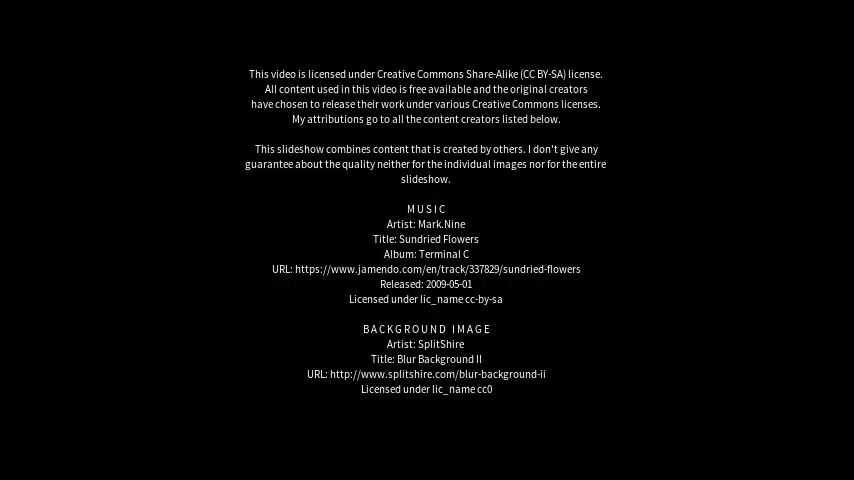 This video is licensed under Creative Commons Share-Alike (CC BY-SA) license.
All content used in this video is free available and the original creators
have chosen to release their work under various Creative Commons licenses.
My attributions go to all the content creators listed below.
This slideshow combines content that is created by others. I don't give any
guarantee about the quality neither for the individual images nor for the entire
slideshow.
MUSIC
Artist: Mark.Nine
Title: Sundried Flowers
Album: Terminal C
URL: https://www.jamendo.com/en/track/337829/sundried-flowers
Released: 2009-05-01
Licensed under lic_name cc-by-sa
BACKGROUND IMAGE
Artist: SplitShire
Title: Blur Background II
URL: http://www.splitshire.com/blur-background-ii
Licensed under lic_name cc0